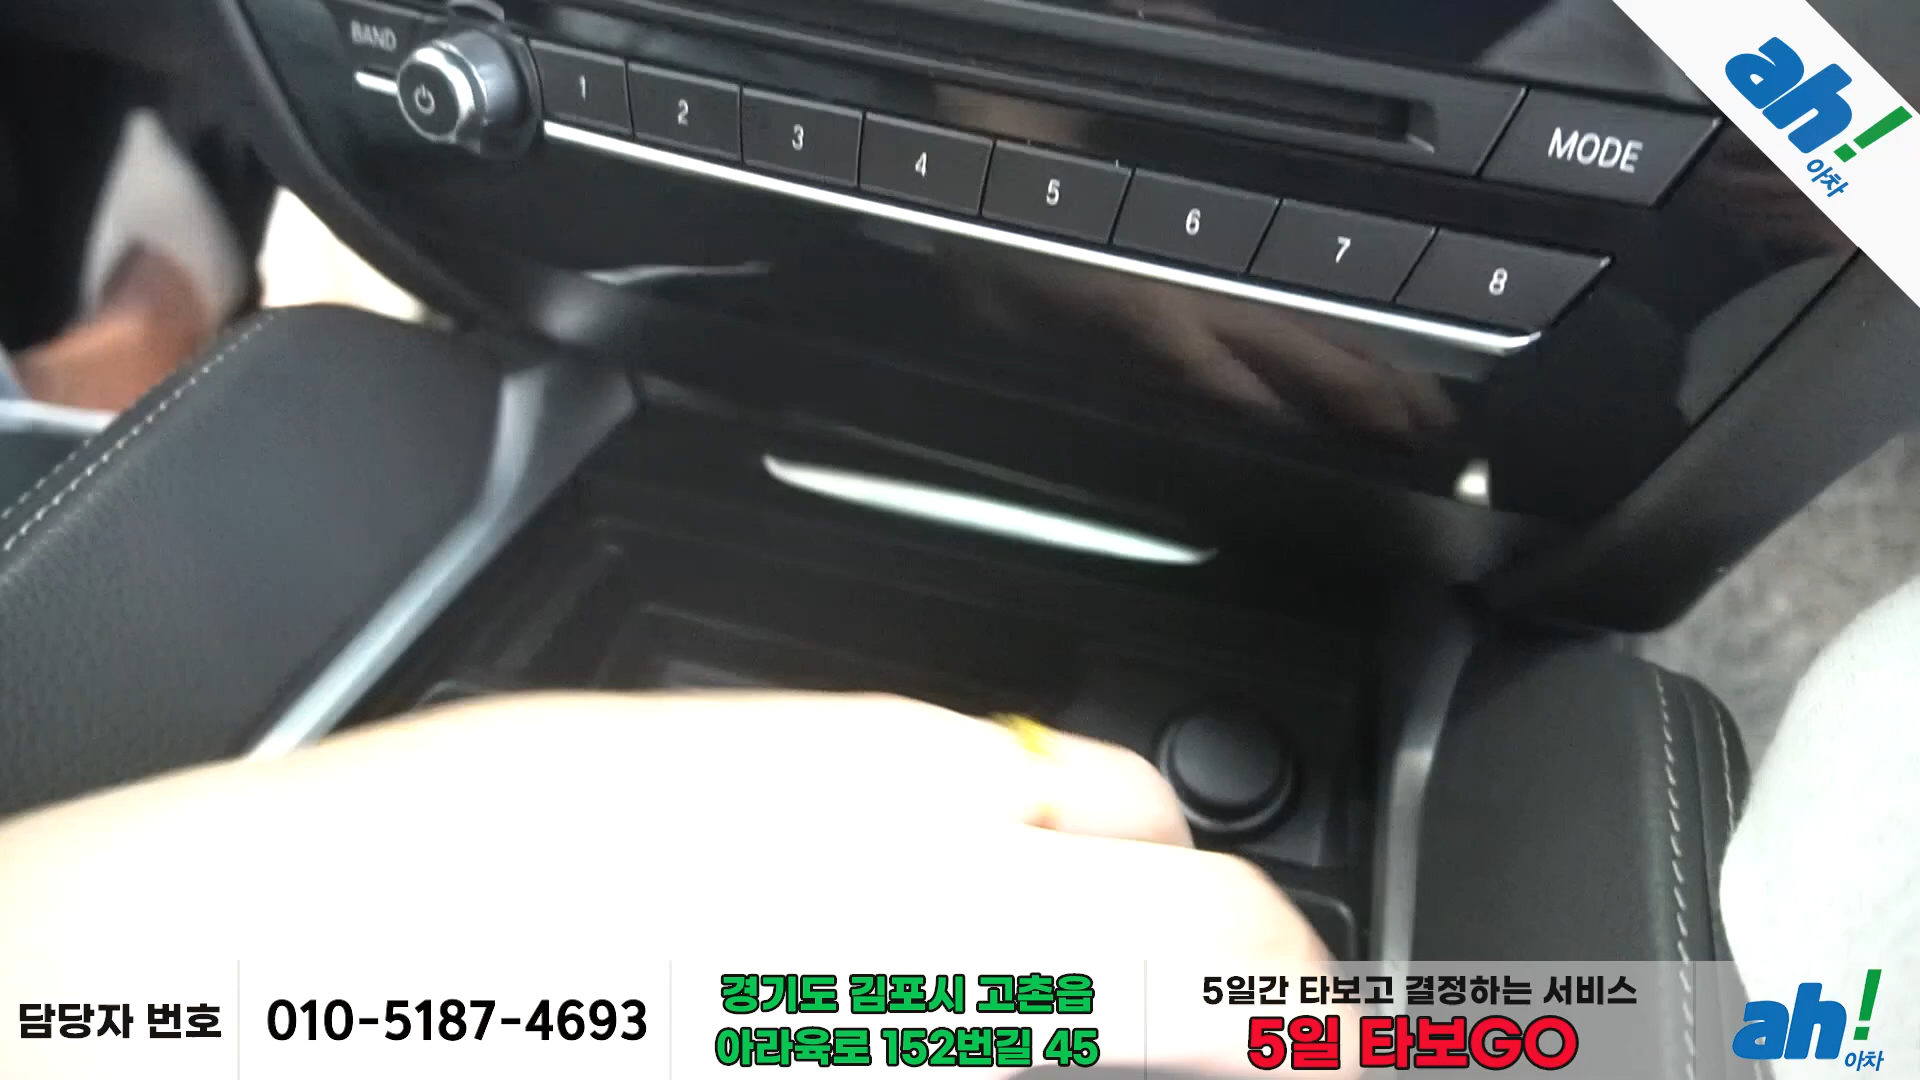 BAND
1
2
3
4
5
6
7
8
MODE
ah!
아차
담당자 번호
010-5187-4693
경기도 김포시 고촌읍
아라육로 152번길 45
5일간 타보고 결정하는 서비스
5일 타보GO
ah!
아차